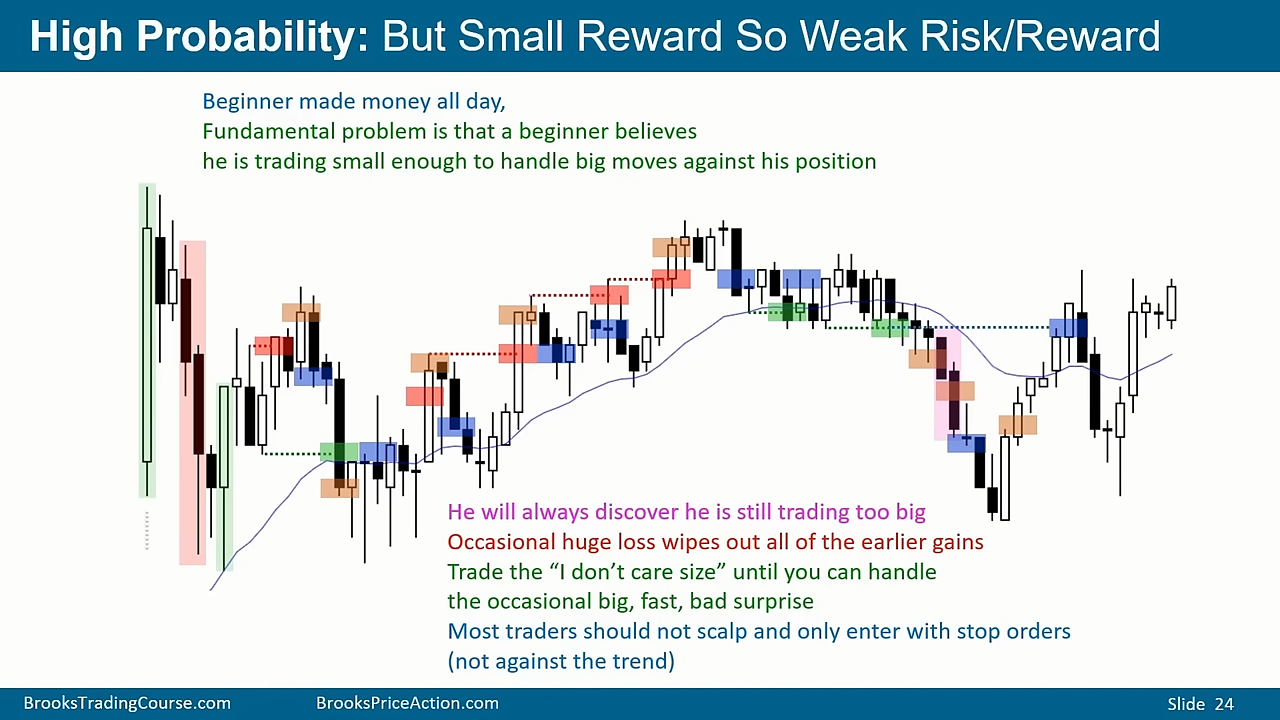 High Probability: But Small Reward So Weak Risk/Reward
Beginner made money all day,
Fundamental problem is that a beginner believes
he is trading small enough to handle big moves against his position
He will always discover he is still trading too big
Occasional huge loss wipes out all of the earlier gains
Trade the “I don’t care size” until you can handle
the occasional big, fast, bad surprise
Most traders should not scalp and only enter with stop orders
(not against the trend)
BrooksTradingCourse.com
BrooksPriceAction.com
Slide 24